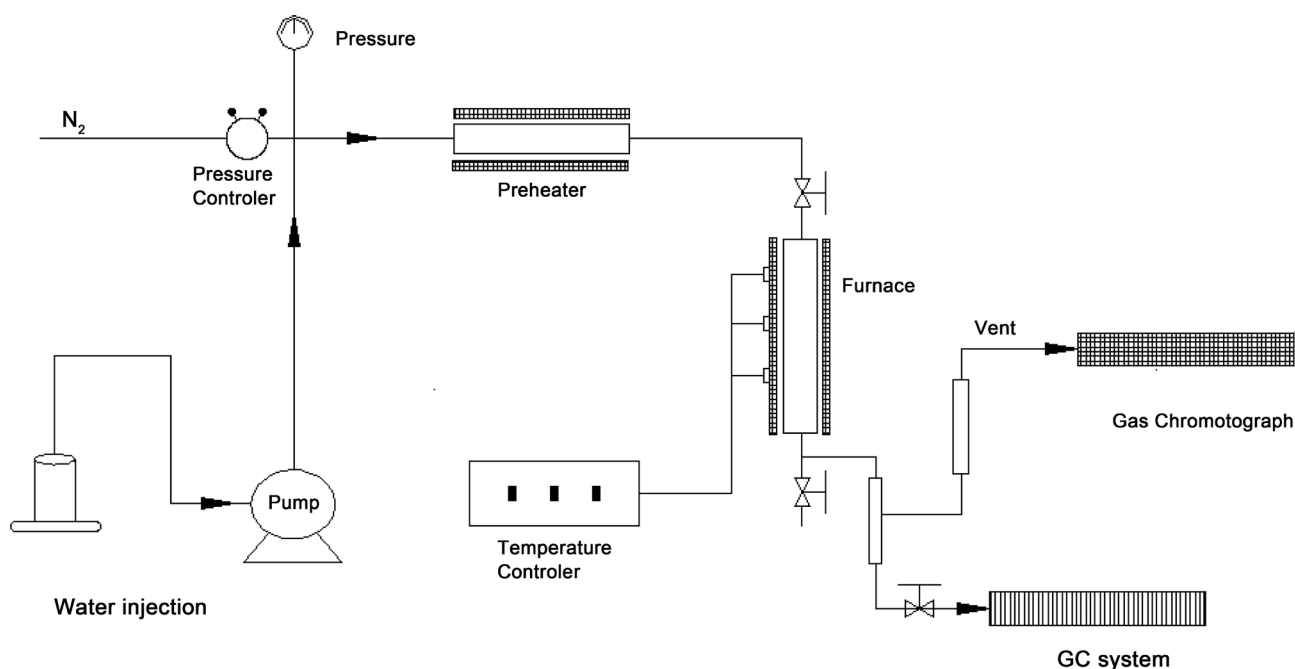 Pressure
N2
Pressure
Controler
Preheater
Furnace
Vent
Gas Chromotograph
Pump
Temperature
Controler
Water injection
GC system